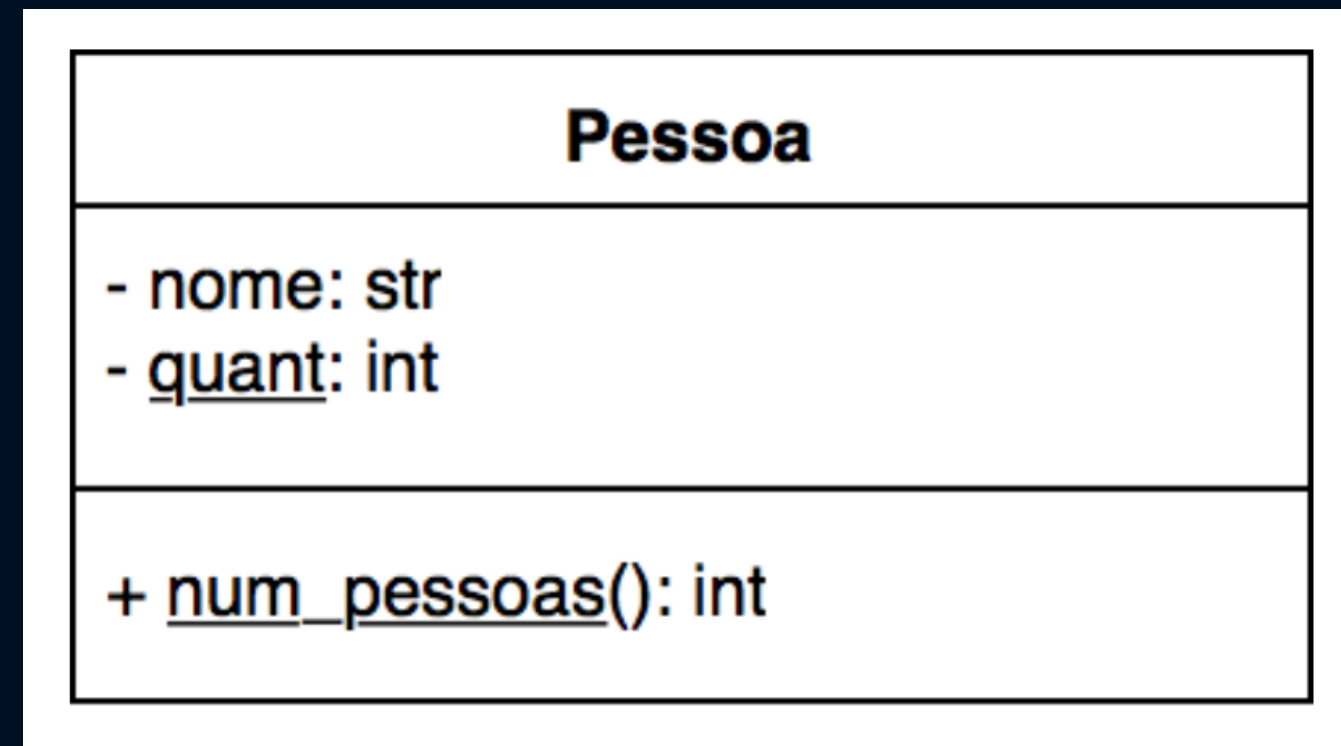 Pessoa
- nome: str
- quant: int
+ num_pessoas(): int